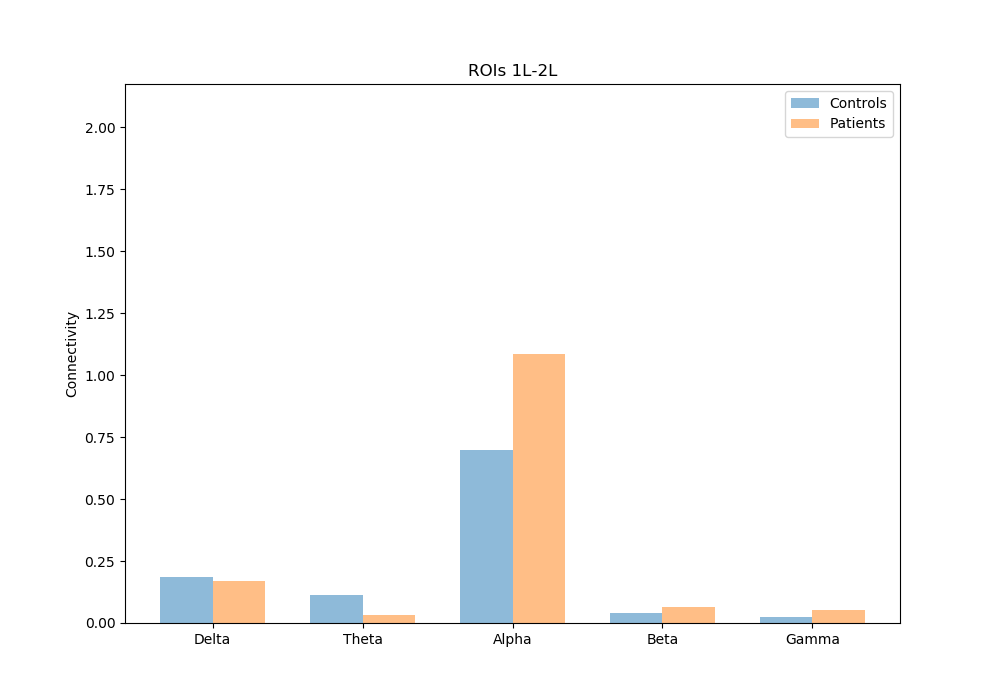 ROIs 1L-2L
Controls
Patients
2.00
1.75
1.50
1.25
1.00
0.75
0.50
0.25
0.00
Connectivity
Delta Theta Alpha Beta Gamma